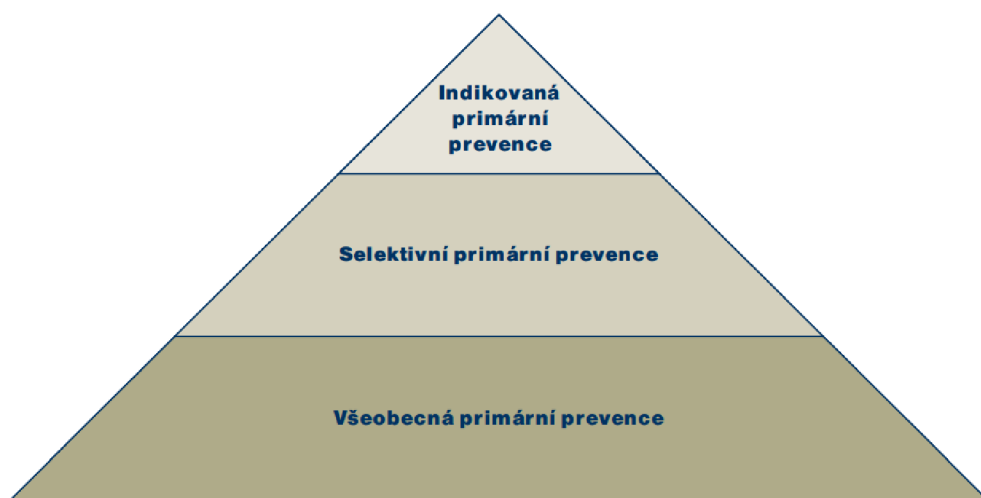 Indikovaná
primární
prevence
Selektivní primární prevence
Všeobecná primární prevence